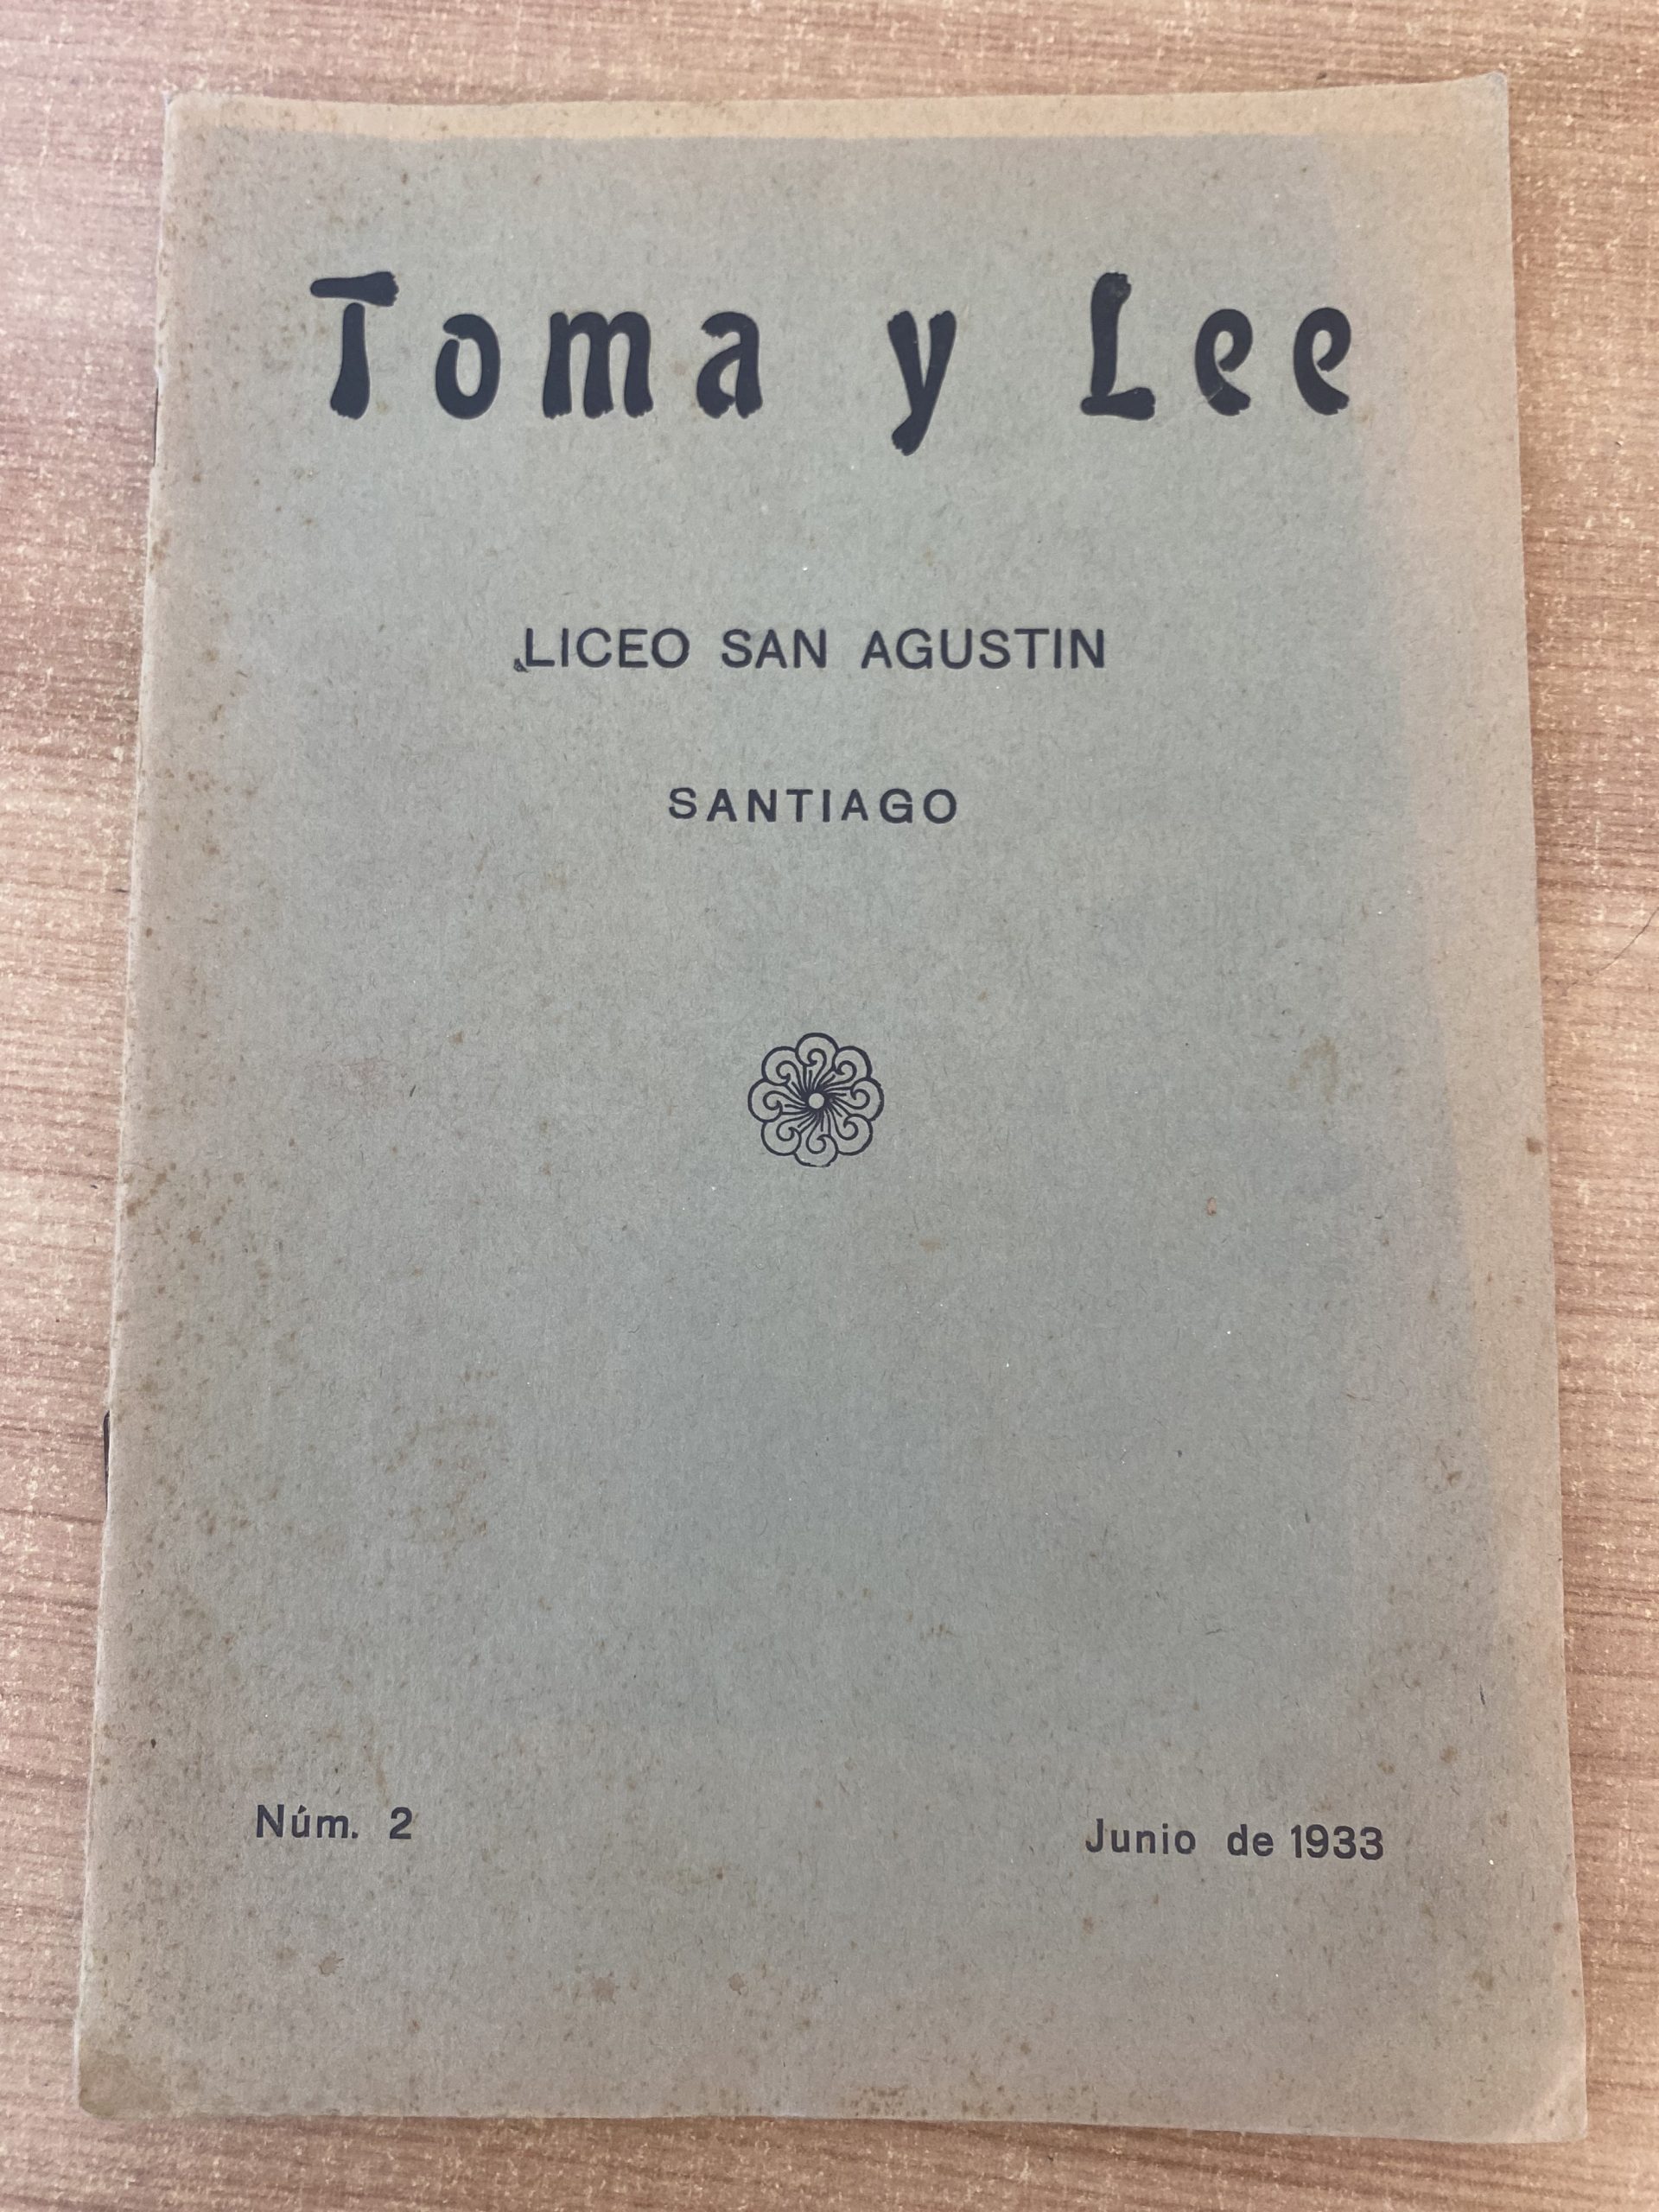 Toma y Lee
LICEO SAN AGUSTIN
SANTIAGO
Núm. 2
Junio de 1933